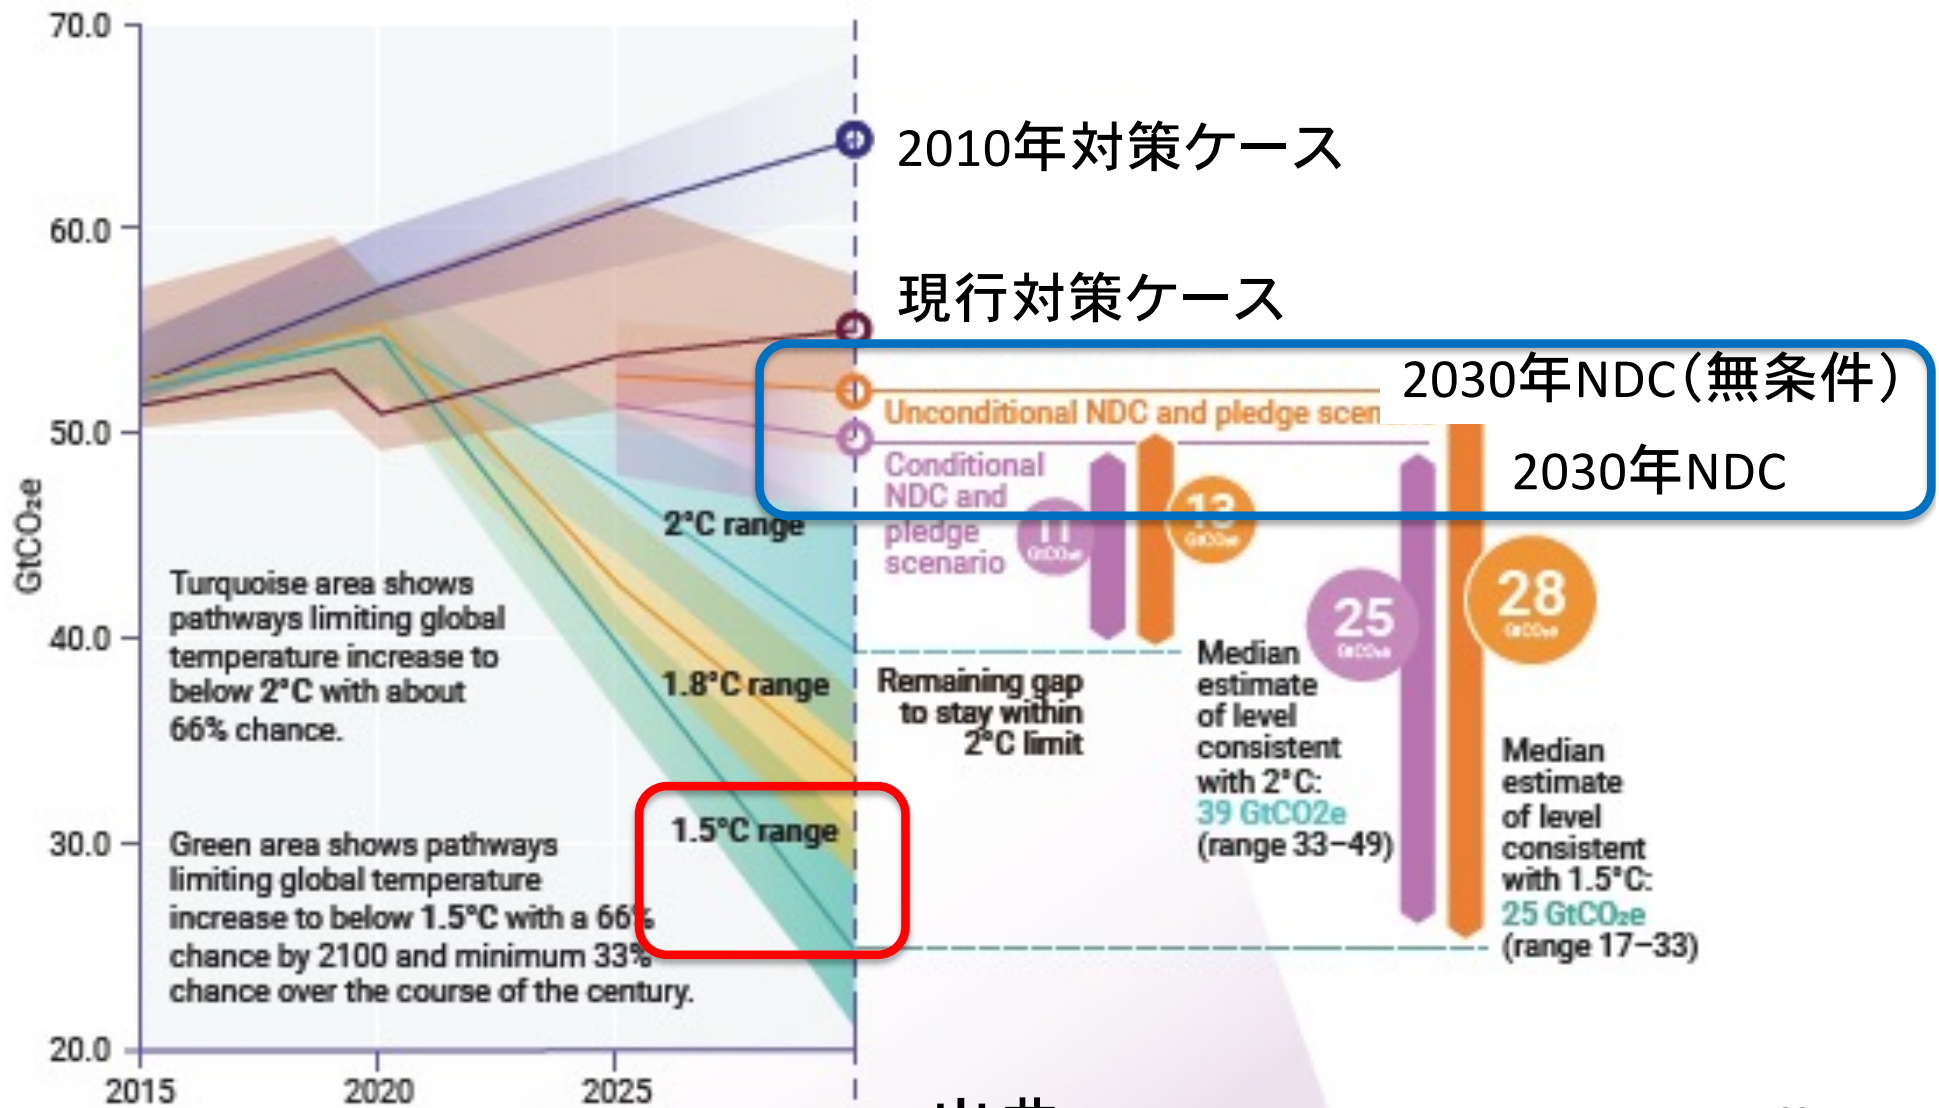 70.0
60.0
50.0
40.0
30.0
20.0
GtCO₂e
2015
2020
2025
2010年対策ケース
現行対策ケース
2030年NDC(無条件)
Unconditional NDC and pledge scen
2030年NDC
Conditional
NDC and
pledge
scenario
11
GtCO₂e
13
GtCO₂e
25
GtCO₂e
28
GtCO₂e
2°C range
1.8°C range
1.5°C range
Turquoise area shows
pathways limiting global
temperature increase to
below 2°C with about
66% chance.
Green area shows pathways
limiting global temperature
increase to below 1.5°C with a 66%
chance by 2100 and minimum 33%
chance over the course of the century.
Remaining gap
to stay within
2°C limit
Median
estimate
of level
consistent
with 2°C:
39 GtCO2e
(range 33–49)
Median
estimate
of level
consistent
with 1.5°C:
25 GtCO₂e
(range 17–33)